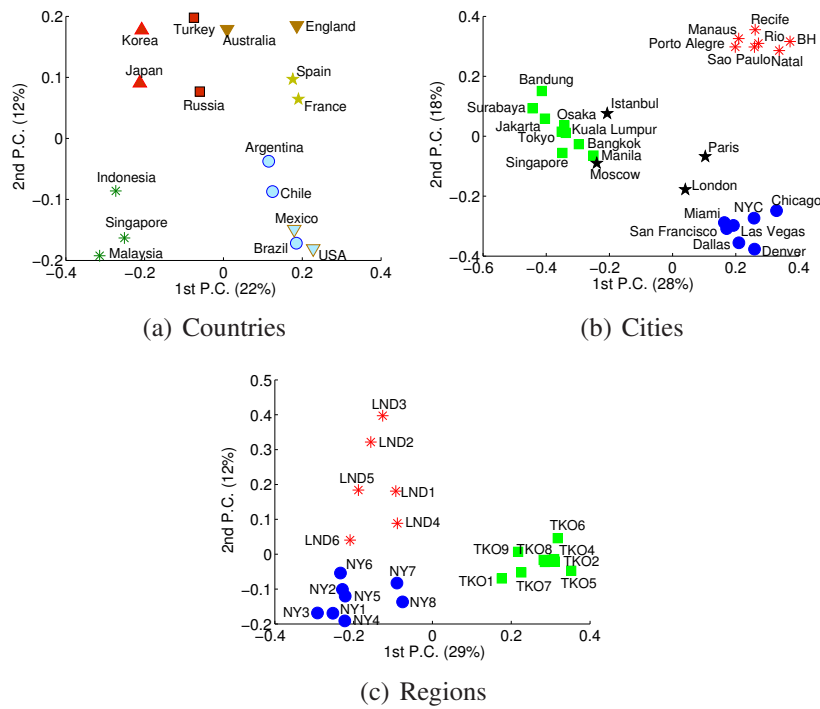 0.2
0.1
0
−0.1
−0.2
−0.4
−0.2
0
0.2
0.4
2nd P.C. (12%)
1st P.C. (22%)
Korea
Turkey
Australia
England
Japan
Russia
Spain
France
Argentina
Chile
Indonesia
Singapore
Malaysia
Mexico
Brazil
USA
(a) Countries
0.4
0.2
0
−0.2
−0.4
−0.6
−0.4
−0.2
0
0.2
0.4
2nd P.C. (18%)
1st P.C. (28%)
Recife
Manaus
Rio
BH
Porto Alegre
Sao Paulo
Natal
Bandung
Surabaya
Osaka
Istanbul
Jakarta
Kuala Lumpur
Tokyo
Bangkok
Singapore
Manila
Moscow
Paris
London
Chicago
NYC
Miami
San Francisco
Las Vegas
Dallas
Denver
(b) Cities
0.5
0.4
0.3
0.2
0.1
0
−0.1
0.2
−0.4
−0.2
0
0.2
0.4
2nd P.C. (12%)
1st P.C. (29%)
LND3
LND2
LND5
LND1
LND4
LND6
TKO6
TKO9
TKO8
TKO4
TKO2
TKO1
TKO7
TKO5
NY6
NY7
NY2
NY5
NY8
NY3
NY1
NY4
(c) Regions